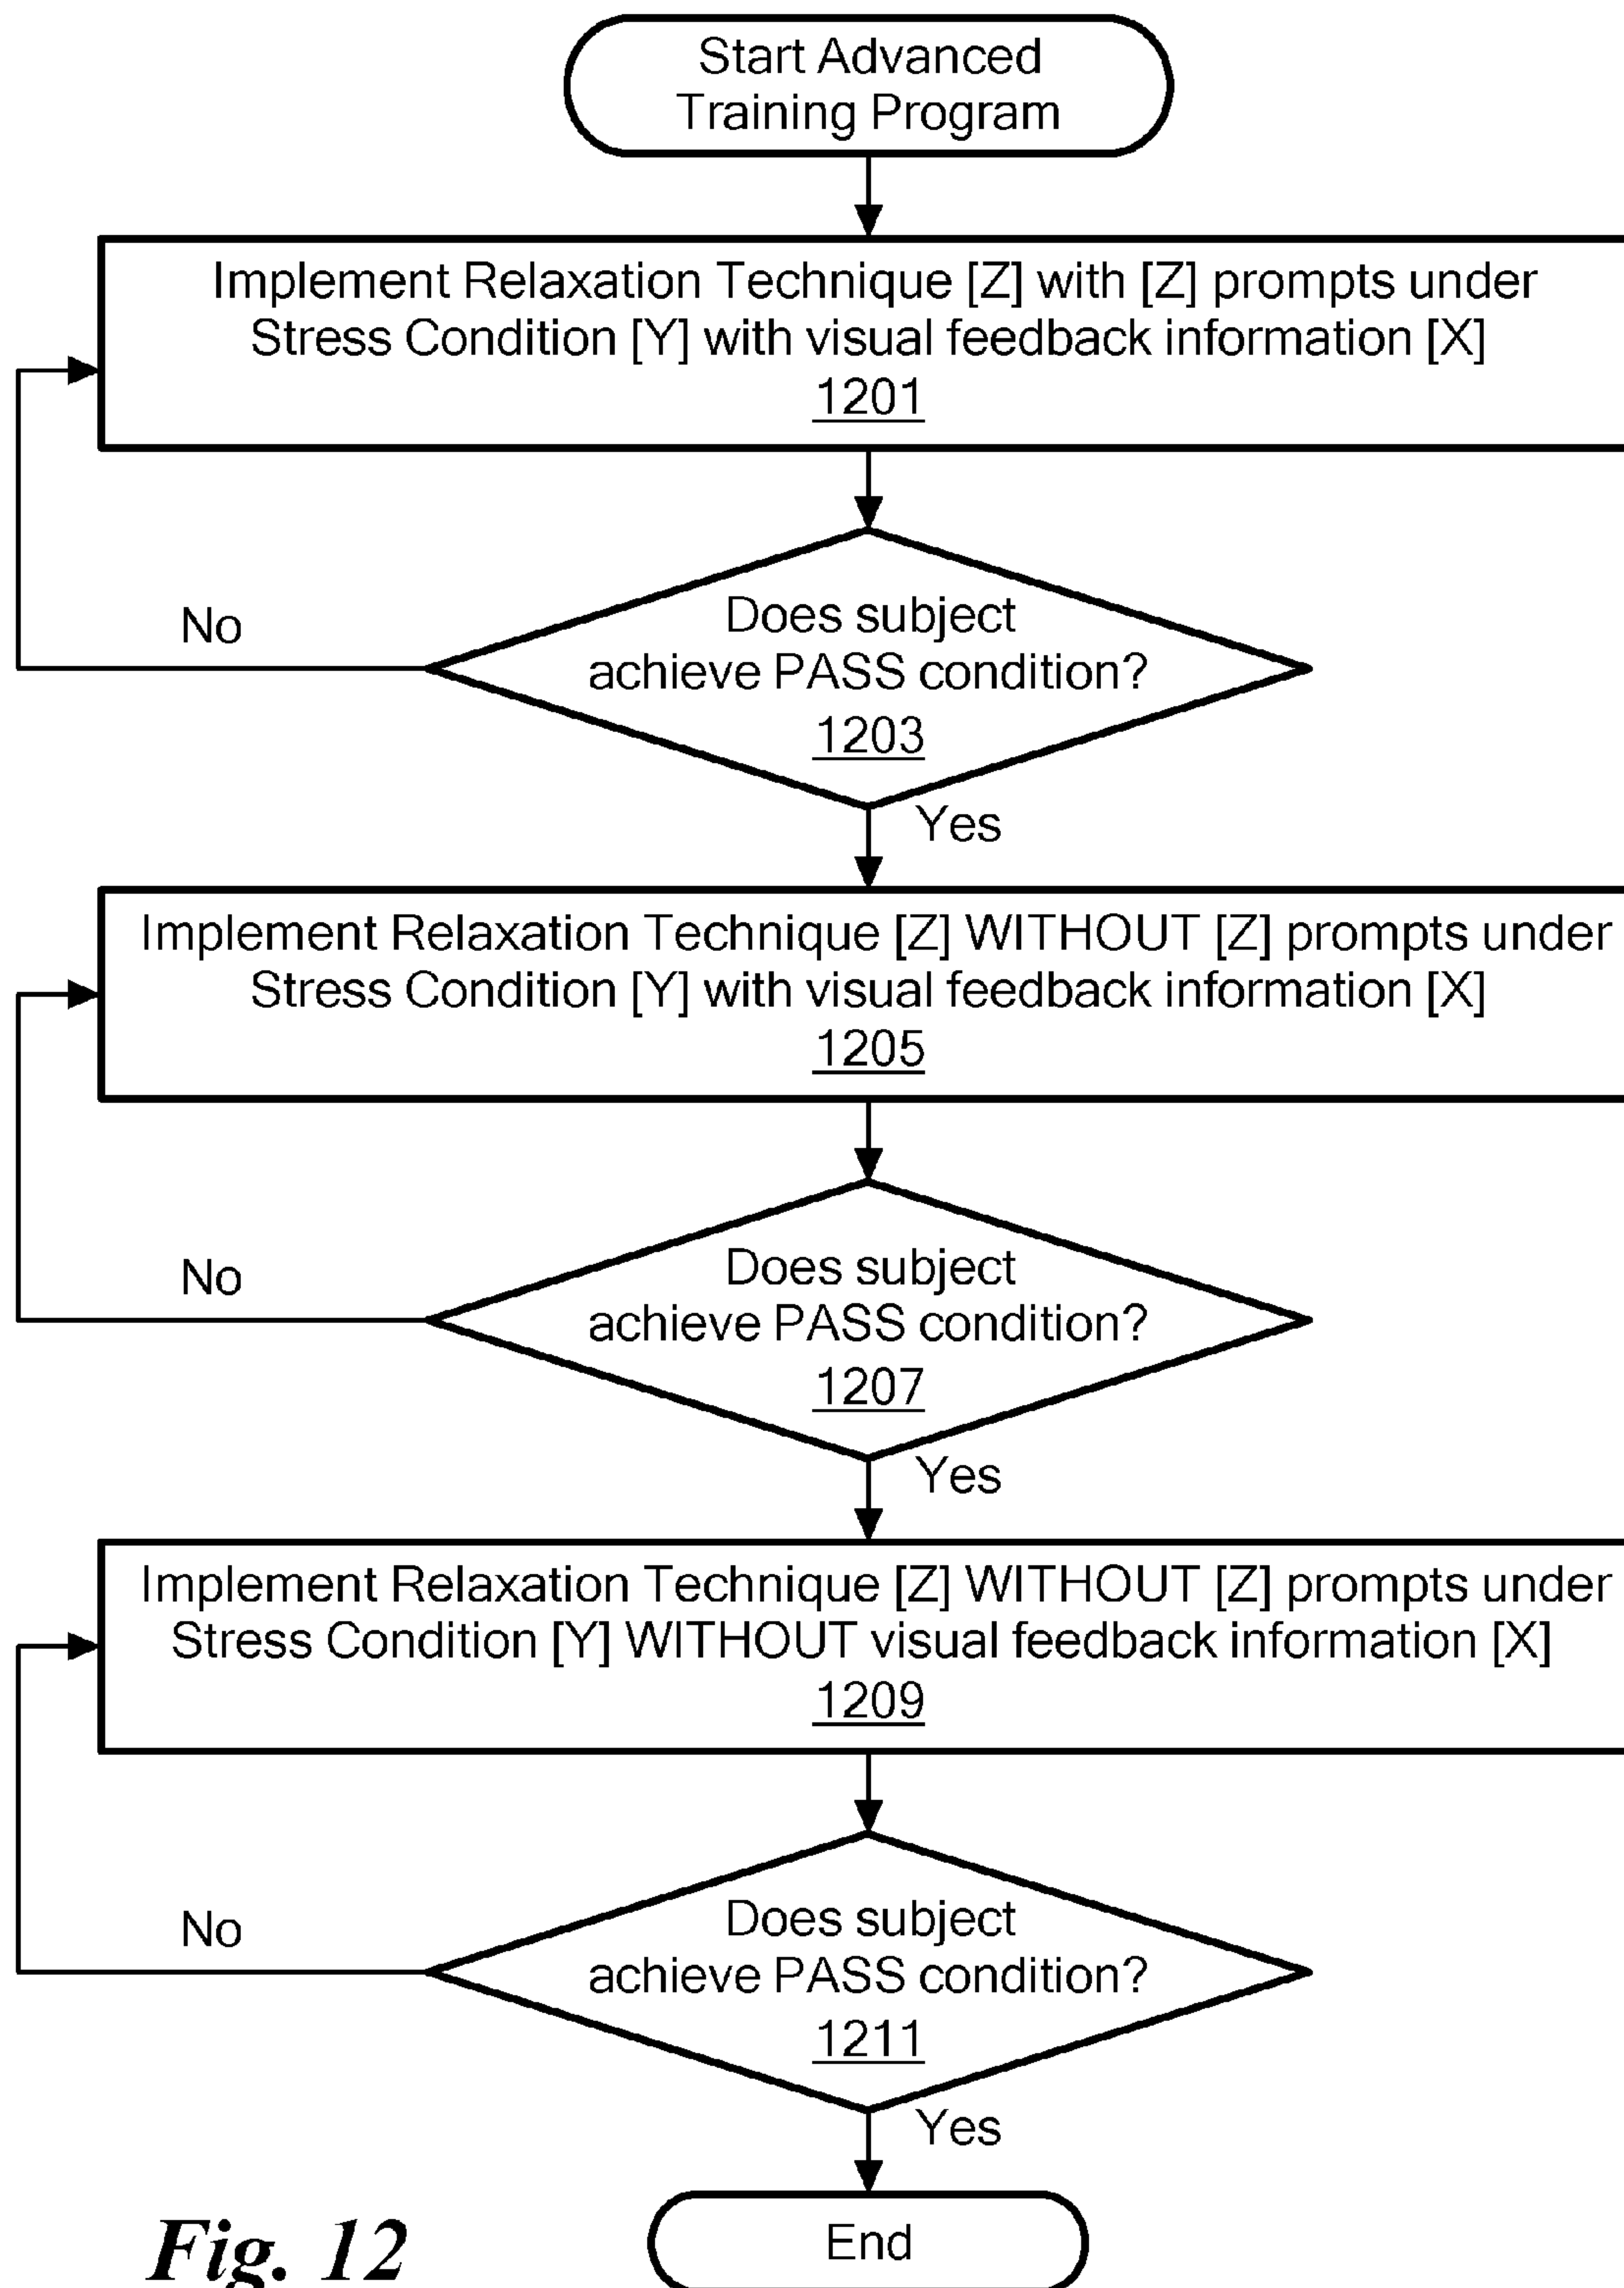 Start Advanced
Training Program
Implement Relaxation Technique [Z] with [Z] prompts under
Stress Condition [Y] with visual feedback information [X]
1201
Does subject
achieve PASS condition?
1203
No
Yes
Implement Relaxation Technique [Z] WITHOUT [Z] prompts under
Stress Condition [Y] with visual feedback information [X]
1205
Does subject
achieve PASS condition?
1207
No
Yes
Implement Relaxation Technique [Z] WITHOUT [Z] prompts under
Stress Condition [Y] WITHOUT visual feedback information [X]
1209
Does subject
achieve PASS condition?
1211
No
Yes
End
Fig. 12